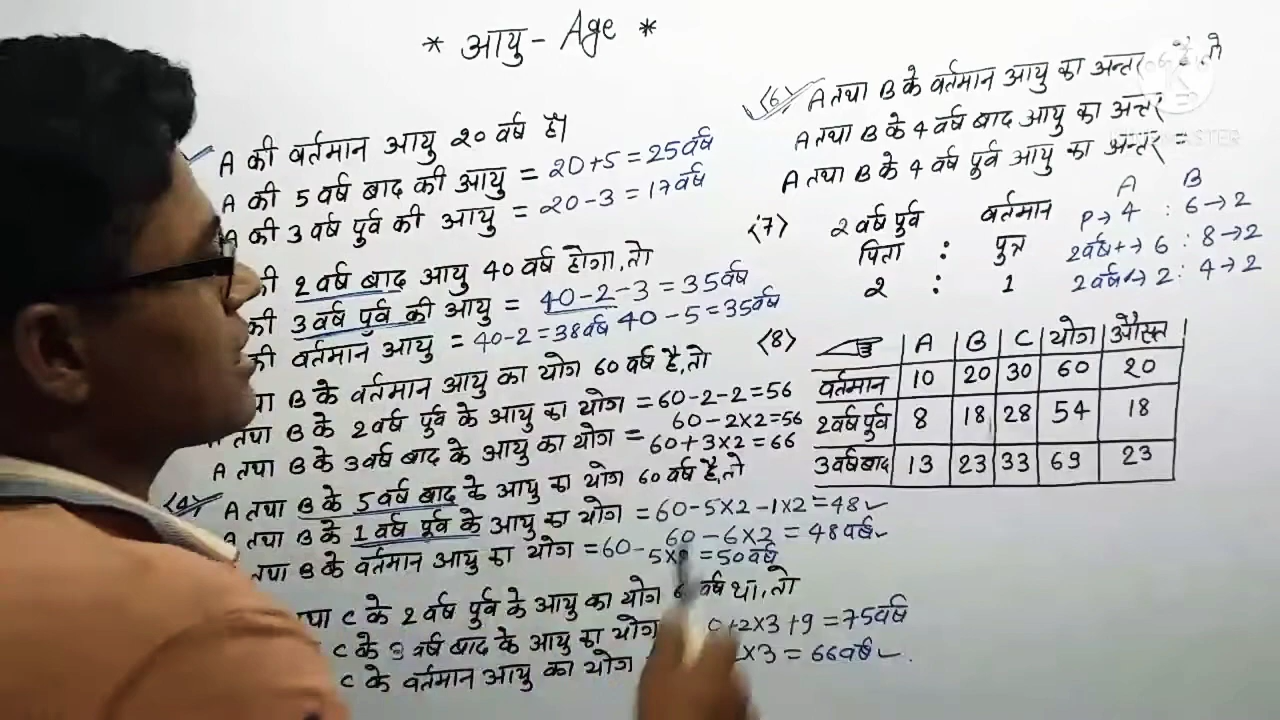 * आयु - Age *
A की वर्तमान आयु 20 वर्ष है।
A की 5 वर्ष बाद की आयु = 20+5 = 25वर्ष
A की 3 वर्ष पुर्व की आयु = 20-3 = 17वर्ष
की 2 वर्ष बाद आयु 40 वर्ष होगा, तो
की 3 वर्ष पुर्व की आयु = 40-2-3 = 35वर्ष
की वर्तमान आयु = 40-2 = 38वर्ष 40-5 = 35वर्ष
B के वर्तमान आयु का योग 60 वर्ष है, तो
तथा B के 2 वर्ष पुर्व के आयु का योग = 60-2-2=56
60-2×2=56
A तथा B के 3 वर्ष बाद के आयु का योग = 60+3×2=66
(4) A तथा B के 5 वर्ष बाद के आयु का योग 60 वर्ष है, तो
A तथा B के 1 वर्ष पुर्व के आयु का योग = 60-5×2-1×2=48
60-6×2 = 48वर्ष
तथा B के वर्तमान आयु का योग = 60-5×2 = 50वर्ष
C के 2 वर्ष पुर्व के आयु का योग वर्ष था, तो
C के 3 वर्ष बाद के आयु का योग +2×3+9 = 75वर्ष
C के वर्तमान आयु का योग ×3 = 66वर्ष
(6) A तथा B के वर्तमान आयु का अन्तर 6 है, तो
A तथा B के 4 वर्ष बाद आयु का अन्तर
A तथा B के 4 वर्ष पुर्व आयु का अन्तर =
A B
(7) 2 वर्ष पुर्व वर्तमान P→ 4 : 6→2
पिता : पुत्र 2वर्ष+→ 6 : 8→2
2 : 1 2वर्ष-→ 2 : 4→2
(8) A B C योग औसत
वर्तमान 10 20 30 60 20
2वर्ष पुर्व 8 18 28 54 18
3वर्ष बाद 13 23 33 69 23